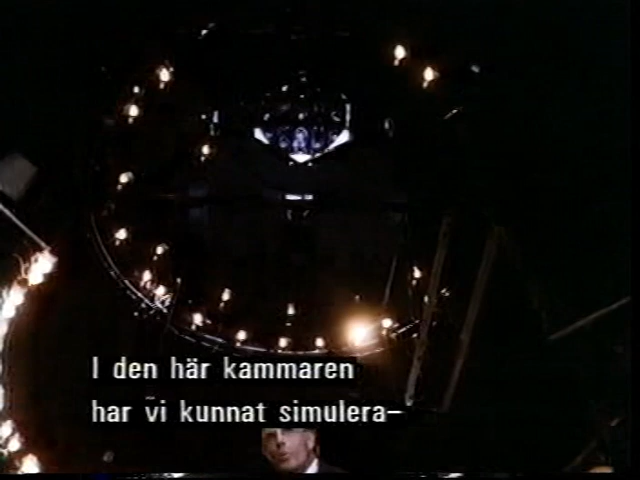 I den här kammaren
har vi kunnat simulera–